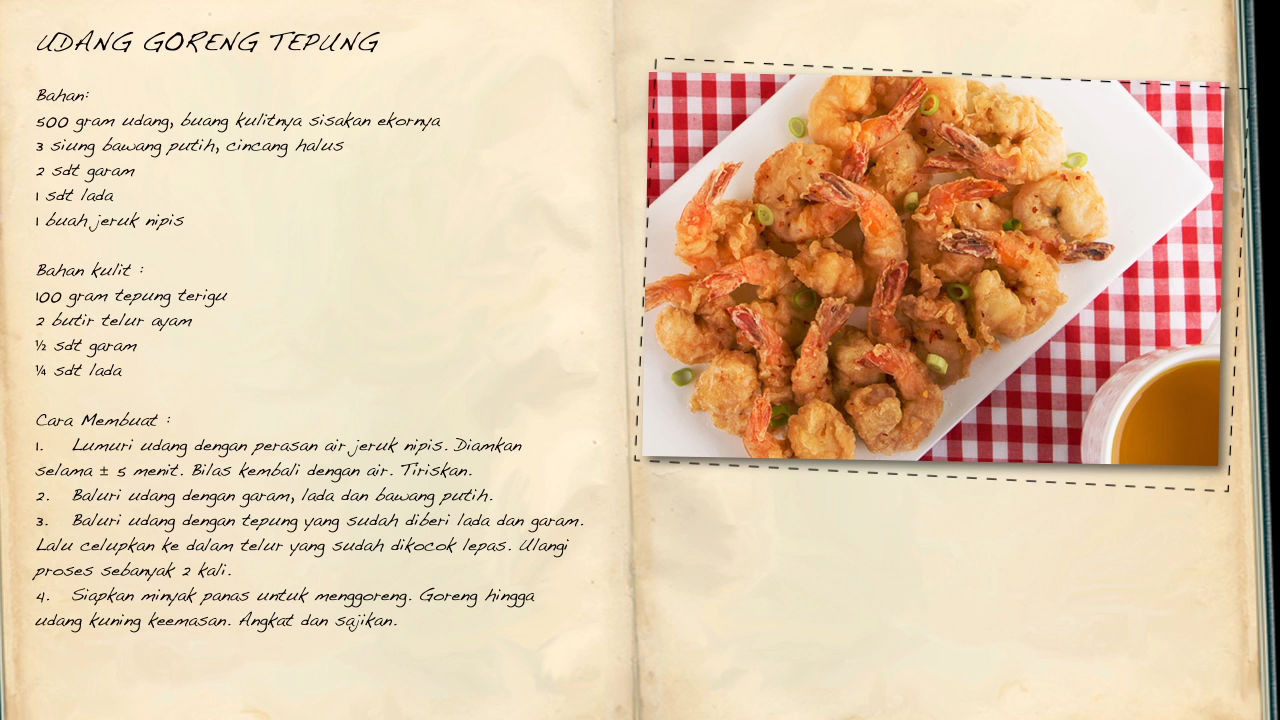 UDANG GORENG TEPUNG
Bahan:
500 gram udang, buang kulitnya sisakan ekornya
3 siung bawang putih, cincang halus
2 sdt garam
1 sdt lada
1 buah jeruk nipis
Bahan kulit :
100 gram tepung terigu
2 butir telur ayam
½ sdt garam
¼ sdt lada
Cara Membuat :
1. Lumuri udang dengan perasan air jeruk nipis. Diamkan
selama ± 5 menit. Bilas kembali dengan air. Tiriskan.
2. Baluri udang dengan garam, lada dan bawang putih.
3. Baluri udang dengan tepung yang sudah diberi lada dan garam.
Lalu celupkan ke dalam telur yang sudah dikocok lepas. Ulangi
proses sebanyak 2 kali.
4. Siapkan minyak panas untuk menggoreng. Goreng hingga
udang kuning keemasan. Angkat dan sajikan.